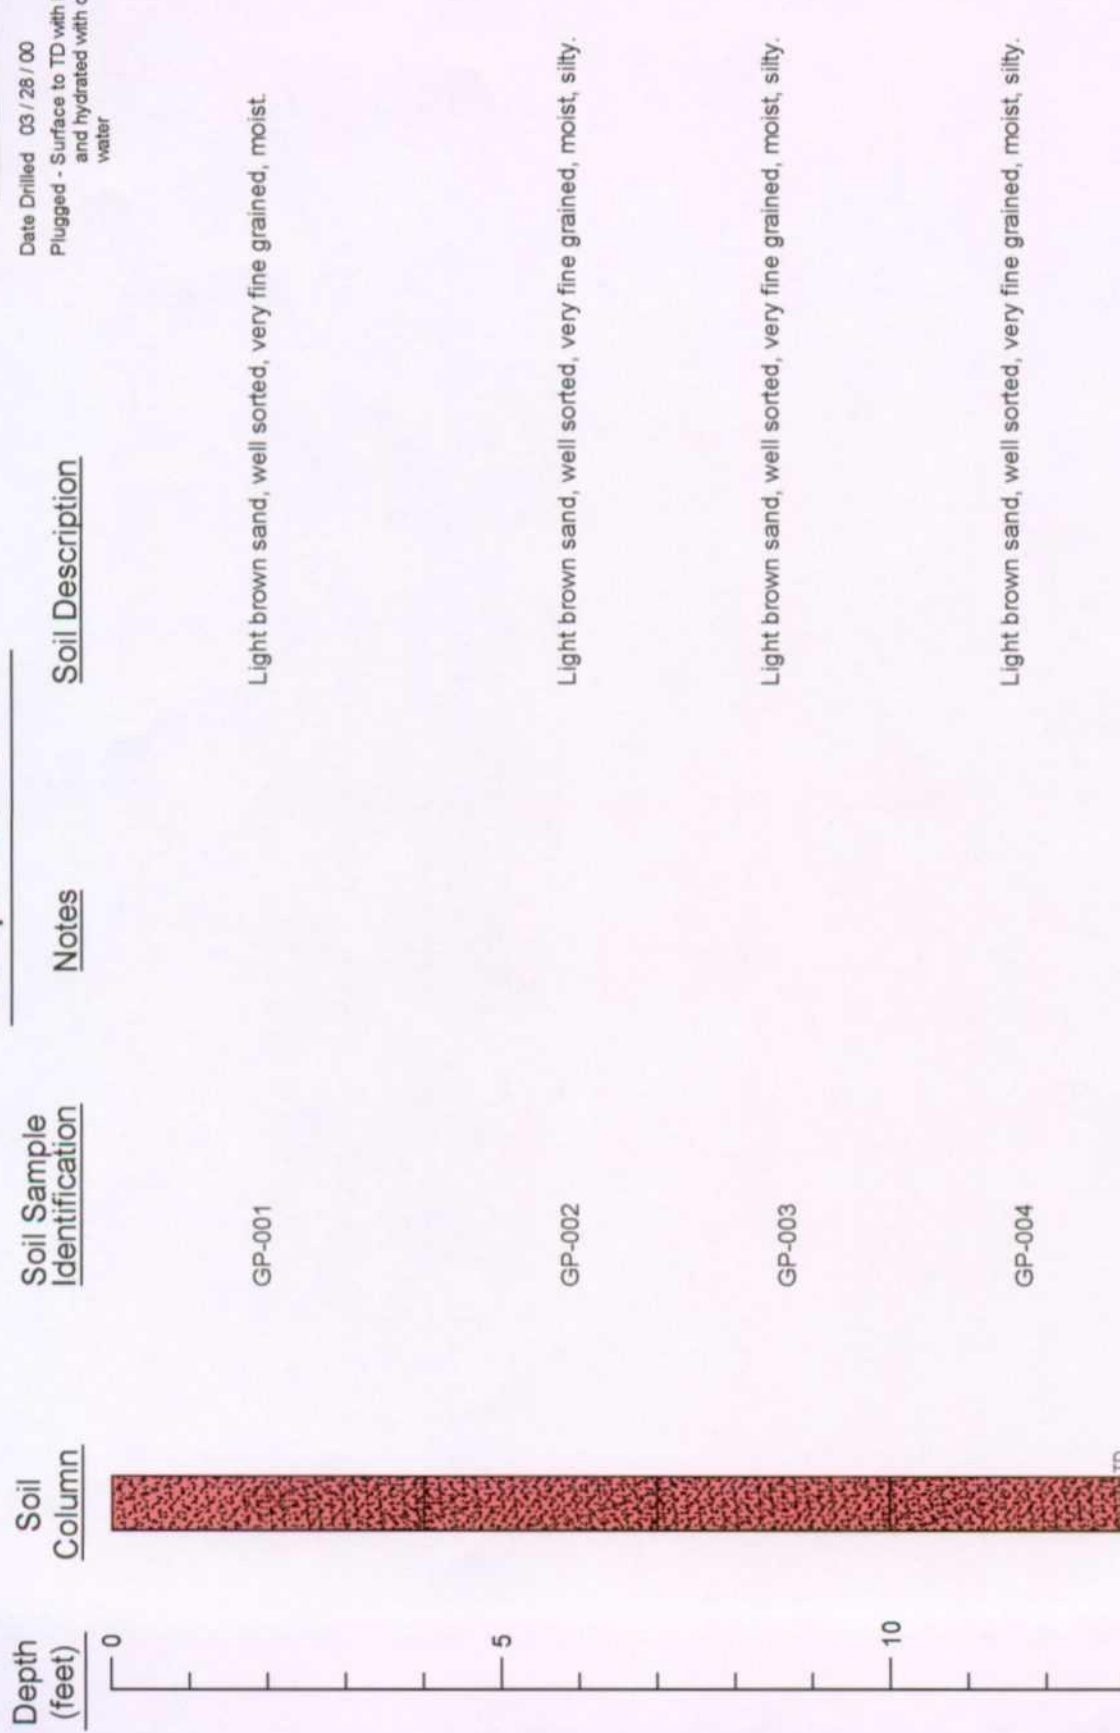 Date Drilled 03 / 28 / 00
Plugged - Surface to TD with
and hydrated with
water
Depth
(feet)
Soil
Column
Soil Sample
Identification
Notes
Soil Description
0
GP-001
Light brown sand, well sorted, very fine grained, moist.
5
GP-002
Light brown sand, well sorted, very fine grained, moist, silty.
GP-003
Light brown sand, well sorted, very fine grained, moist, silty.
10
GP-004
Light brown sand, well sorted, very fine grained, moist, silty.
TD